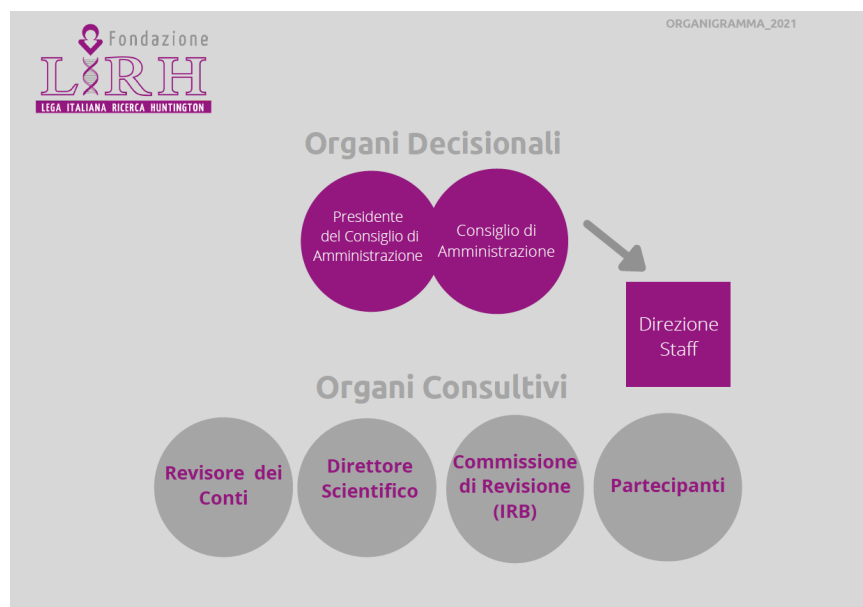 ORGANIGRAMMA_2021
Fondazione
LIRH
LEGA ITALIANA RICERCA HUNTINGTON
Organi Decisionali
Presidente
del Consiglio di
Amministrazione
Consiglio di
Amministrazione
Direzione
Staff
Organi Consultivi
Revisore dei
Conti
Direttore
Scientifico
Commissione
di Revisione
(IRB)
Partecipanti